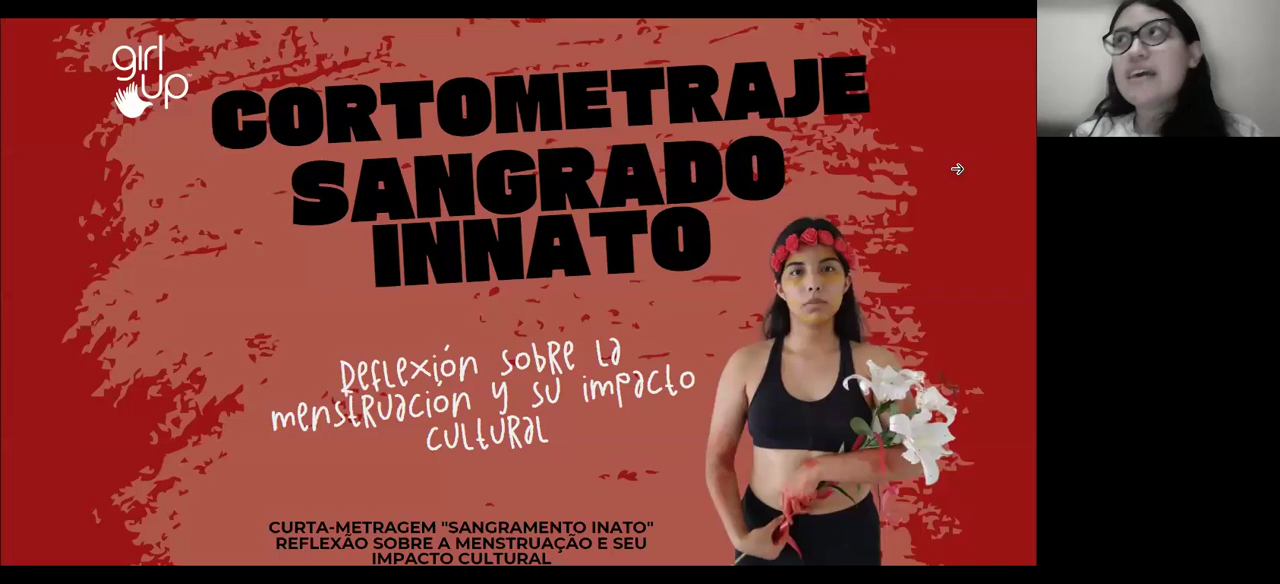 girl
up
CORTOMETRAJE
SANGRADO
INNATO
Reflexión sobre la
menstruación y su impacto
cultural
CURTA-METRAGEM "SANGRAMENTO INATO"
REFLEXÃO SOBRE A MENSTRUAÇÃO E SEU
IMPACTO CULTURAL